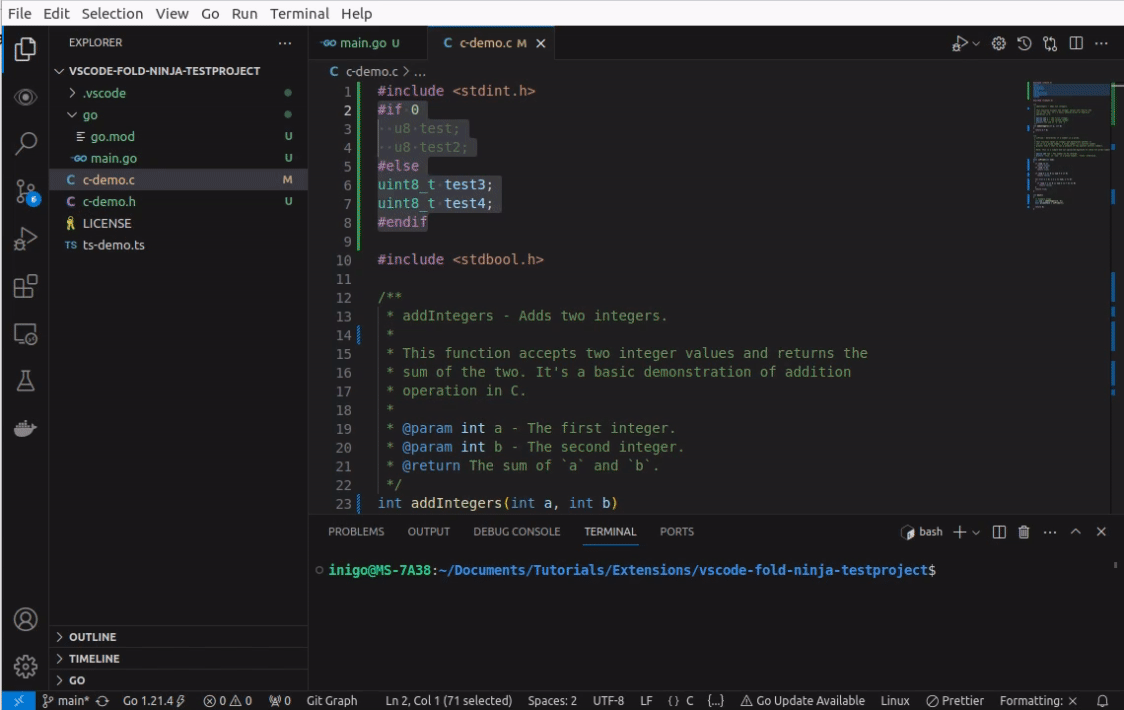 File Edit Selection View Go Run Terminal Help
EXPLORER
VSCODE-FOLD-NINJA-TESTPROJECT
.vscode
go
go.mod U
main.go U
c-demo.c M
c-demo.h U
LICENSE
TS ts-demo.ts
OUTLINE
TIMELINE
GO
main.go U
C c-demo.c M
C c-demo.c > ...
1 #include <stdint.h>
2 #if 0
3 ··u8·test;
4 ··u8·test2;
5 #else
6 uint8_t·test3;
7 uint8_t·test4;
8 #endif
9
10 #include <stdbool.h>
11
12 /**
13 * addIntegers - Adds two integers.
14 *
15 * This function accepts two integer values and returns the
16 * sum of the two. It's a basic demonstration of addition
17 * operation in C.
18 *
19 * @param int a - The first integer.
20 * @param int b - The second integer.
21 * @return The sum of `a` and `b`.
22 */
23 int addIntegers(int a, int b)
PROBLEMS OUTPUT DEBUG CONSOLE TERMINAL PORTS
bash
inigo@MS-7A38:~/Documents/Tutorials/Extensions/vscode-fold-ninja-testproject$
6
main* Go 1.21.4 0 0 0 Git Graph Ln 2, Col 1 (71 selected) Spaces: 2 UTF-8 LF {} C {...} Go Update Available Linux Prettier Formatting: ×